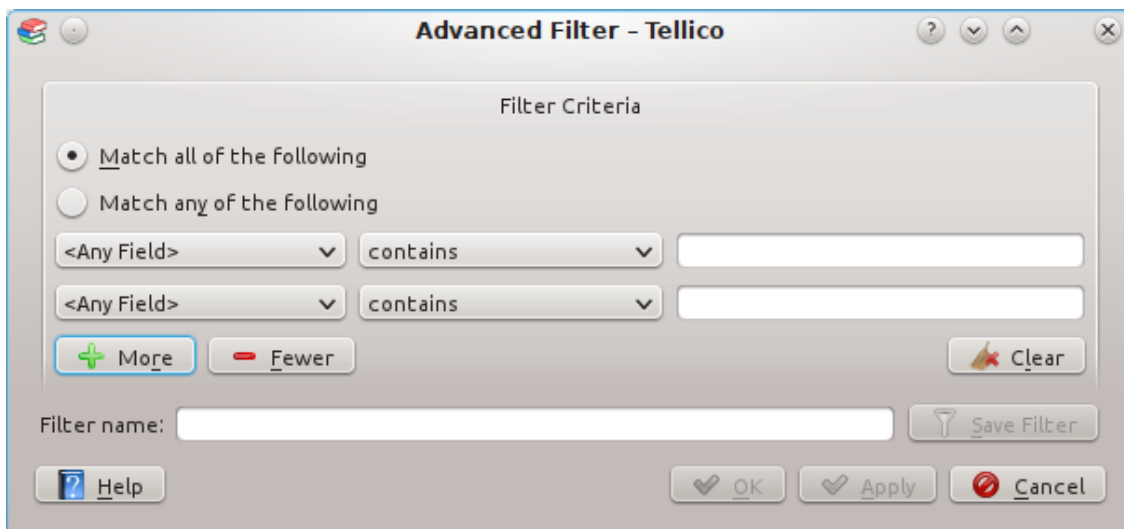 Advanced Filter – Tellico
Filter Criteria
Match all of the following
Match any of the following
<Any Field> contains
<Any Field> contains
More Fewer Clear
Filter name: Save Filter
Help OK Apply Cancel